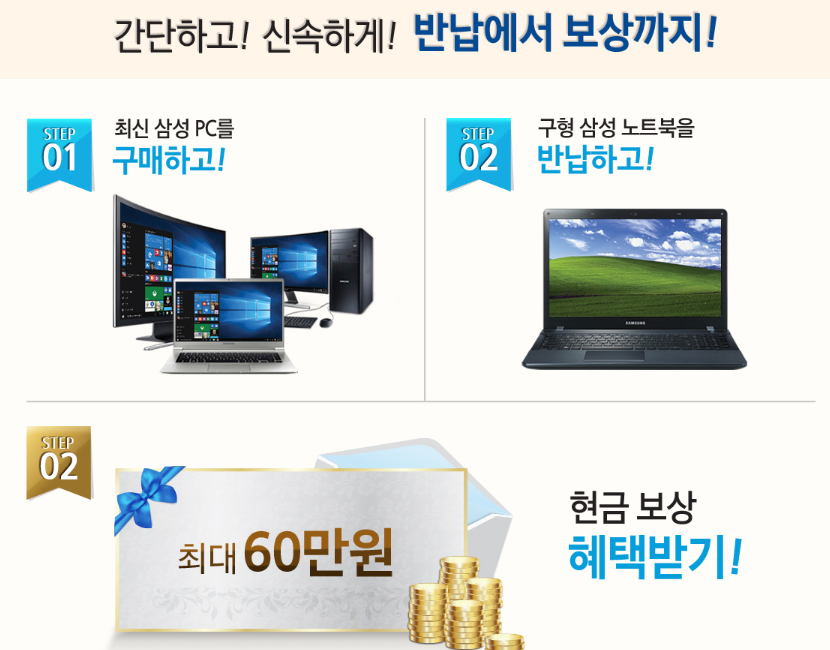 간단하고! 신속하게! 반납에서 보상까지!
STEP
01
최신 삼성 PC를
구매하고!
STEP
02
구형 삼성 노트북을
반납하고!
SAMSUNG
STEP
02
최대 60만원
현금 보상
혜택받기!